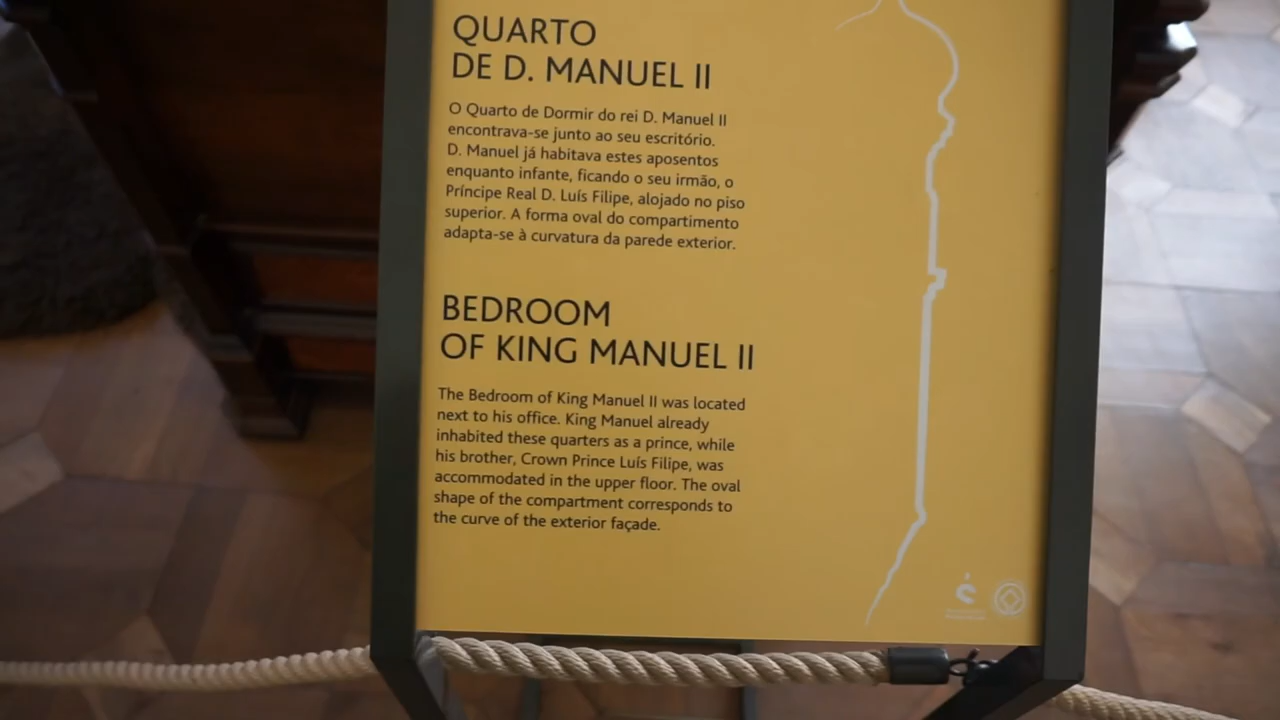 QUARTO
DE D. MANUEL II
O Quarto de Dormir do rei D. Manuel II
encontrava-se junto ao seu escritório.
D. Manuel já habitava estes aposentos
enquanto infante, ficando o seu irmão, o
Príncipe Real D. Luís Filipe, alojado no piso
superior. A forma oval do compartimento
adapta-se à curvatura da parede exterior.
BEDROOM
OF KING MANUEL II
The Bedroom of King Manuel II was located
next to his office. King Manuel already
inhabited these quarters as a prince, while
his brother, Crown Prince Luís Filipe, was
accommodated in the upper floor. The oval
shape of the compartment corresponds to
the curve of the exterior façade.